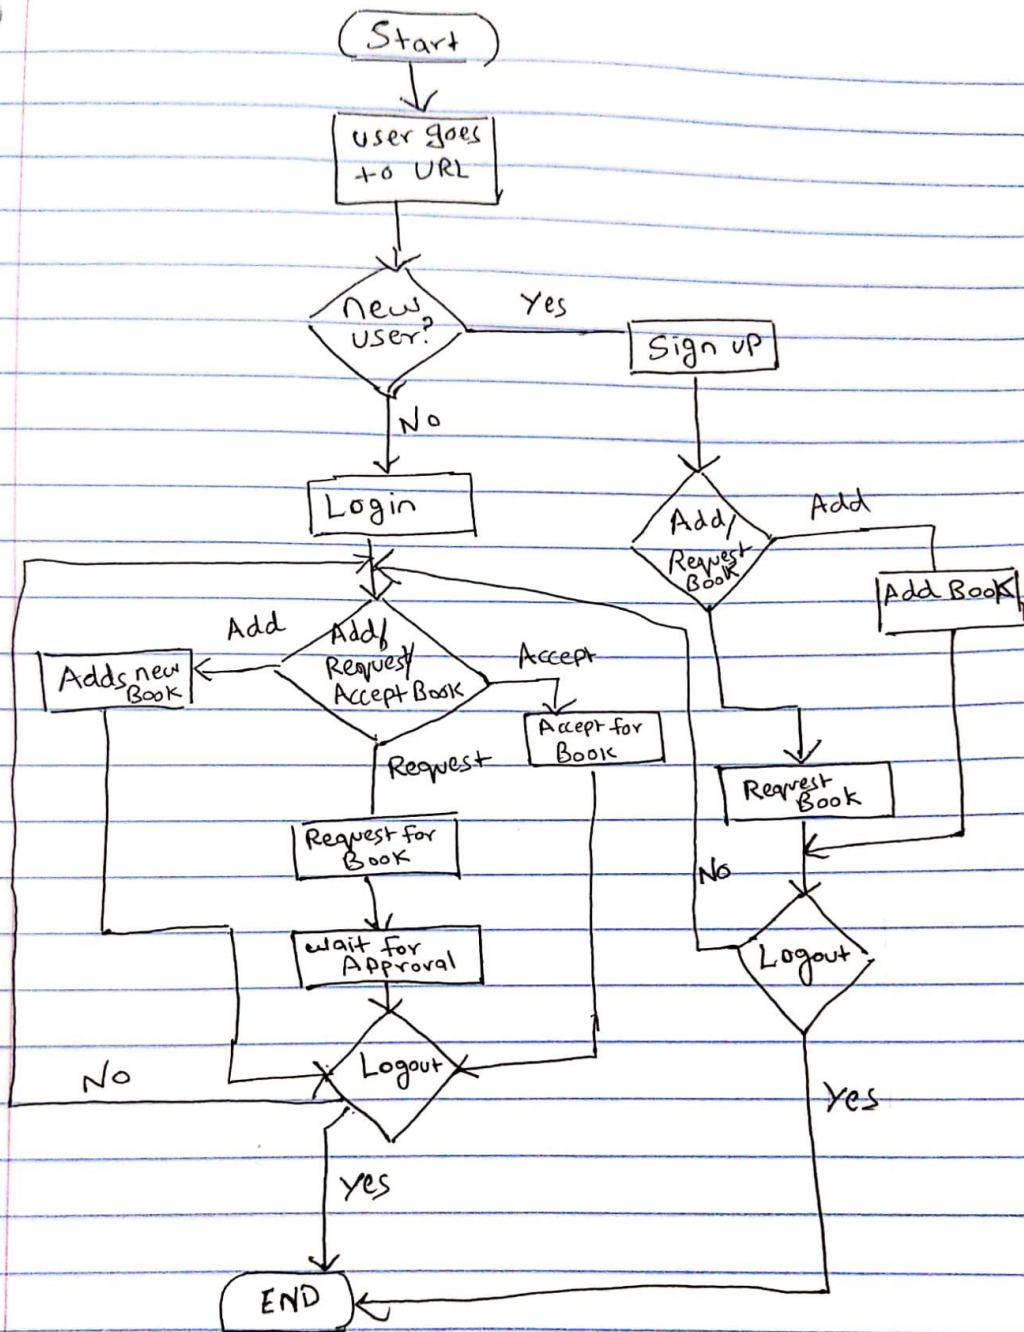 Start
user goes
to URL
new
user?
Yes
Sign up
No
Login
Add/
Request
Book
Add
Add Book
Add
Adds new
Book
Add/
Request/
Accept Book
Accept
Accept for
Book
Request
Request
Book
Request for
Book
No
wait for
Approval
Logout
Logout
No
Yes
Yes
END